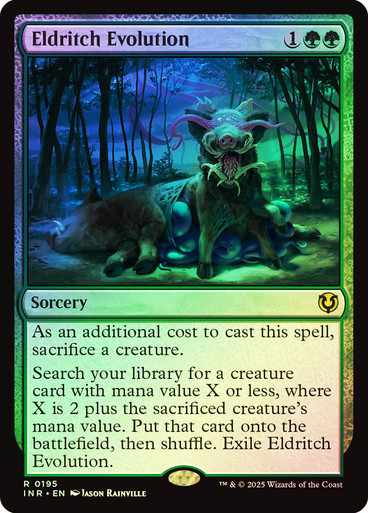 Eldritch Evolution 1
Sorcery
As an additional cost to cast this spell,
sacrifice a creature.
Search your library for a creature
card with mana value X or less, where
X is 2 plus the sacrificed creature's
mana value. Put that card onto the
battlefield, then shuffle. Exile Eldritch
Evolution.
R 0195
INR • EN Jason Rainville
™ & © 2025 Wizards of the Coast